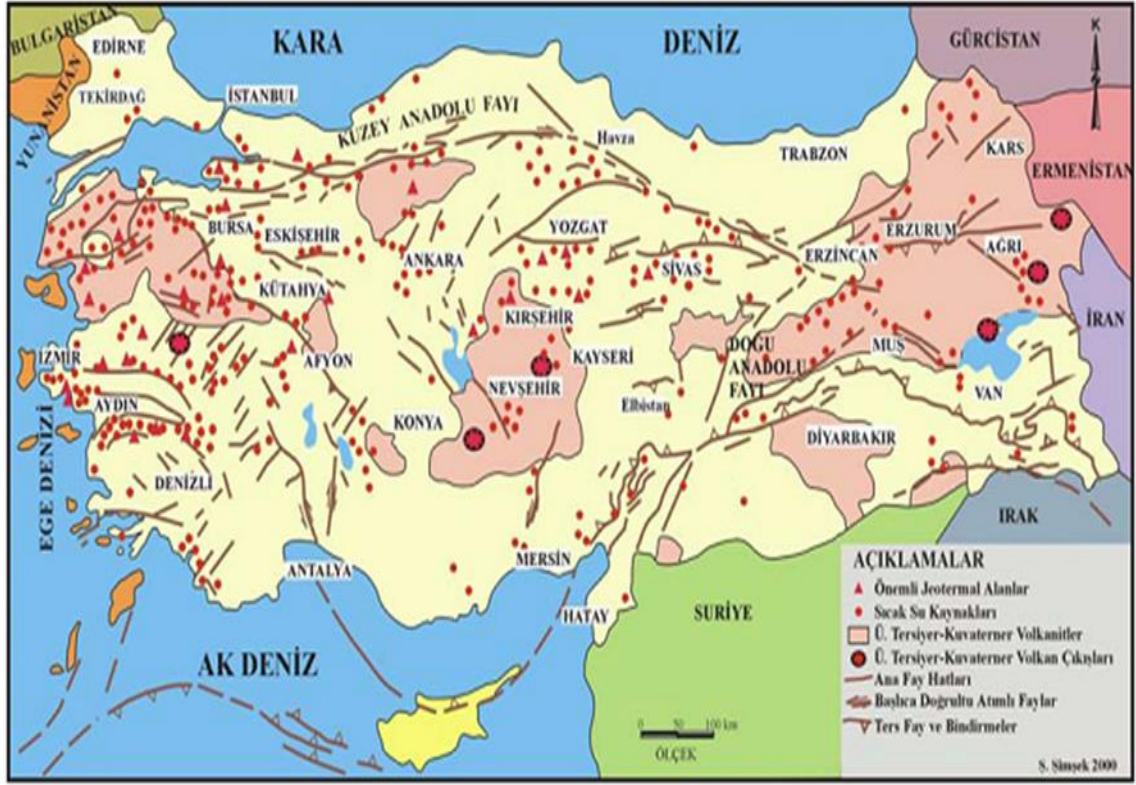 BULGARİSTAN
YUNANİSTAN
EDİRNE
TEKİRDAĞ
İSTANBUL
KARA DENİZ
GÜRCİSTAN
K
KUZEY ANADOLU FAYI
Havza
TRABZON
KARS
ERMENİSTAN
BURSA
ESKİŞEHİR
ANKARA
YOZGAT
SİVAS
ERZİNCAN
ERZURUM
AĞRI
KÜTAHYA
KIRŞEHİR
İRAN
İZMİR
AFYON
KAYSERİ
DOĞU
ANADOLU
FAYI
MUŞ
NEVŞEHİR
VAN
AYDIN
KONYA
Elbistan
DİYARBAKIR
EGE DENİZİ
DENİZLİ
IRAK
ANTALYA
MERSİN
HATAY
SURİYE
AK DENİZ
0 50 100 km
ÖLÇEK
AÇIKLAMALAR
Önemli Jeotermal Alanlar
Sıcak Su Kaynakları
Ü. Tersiyer-Kuvaterner Volkanitler
Ü. Tersiyer-Kuvaterner Volkan Çıkışları
Ana Fay Hatları
Başlıca Doğrultu Atımlı Faylar
Ters Fay ve Bindirmeler
Ş. Şimşek 2000